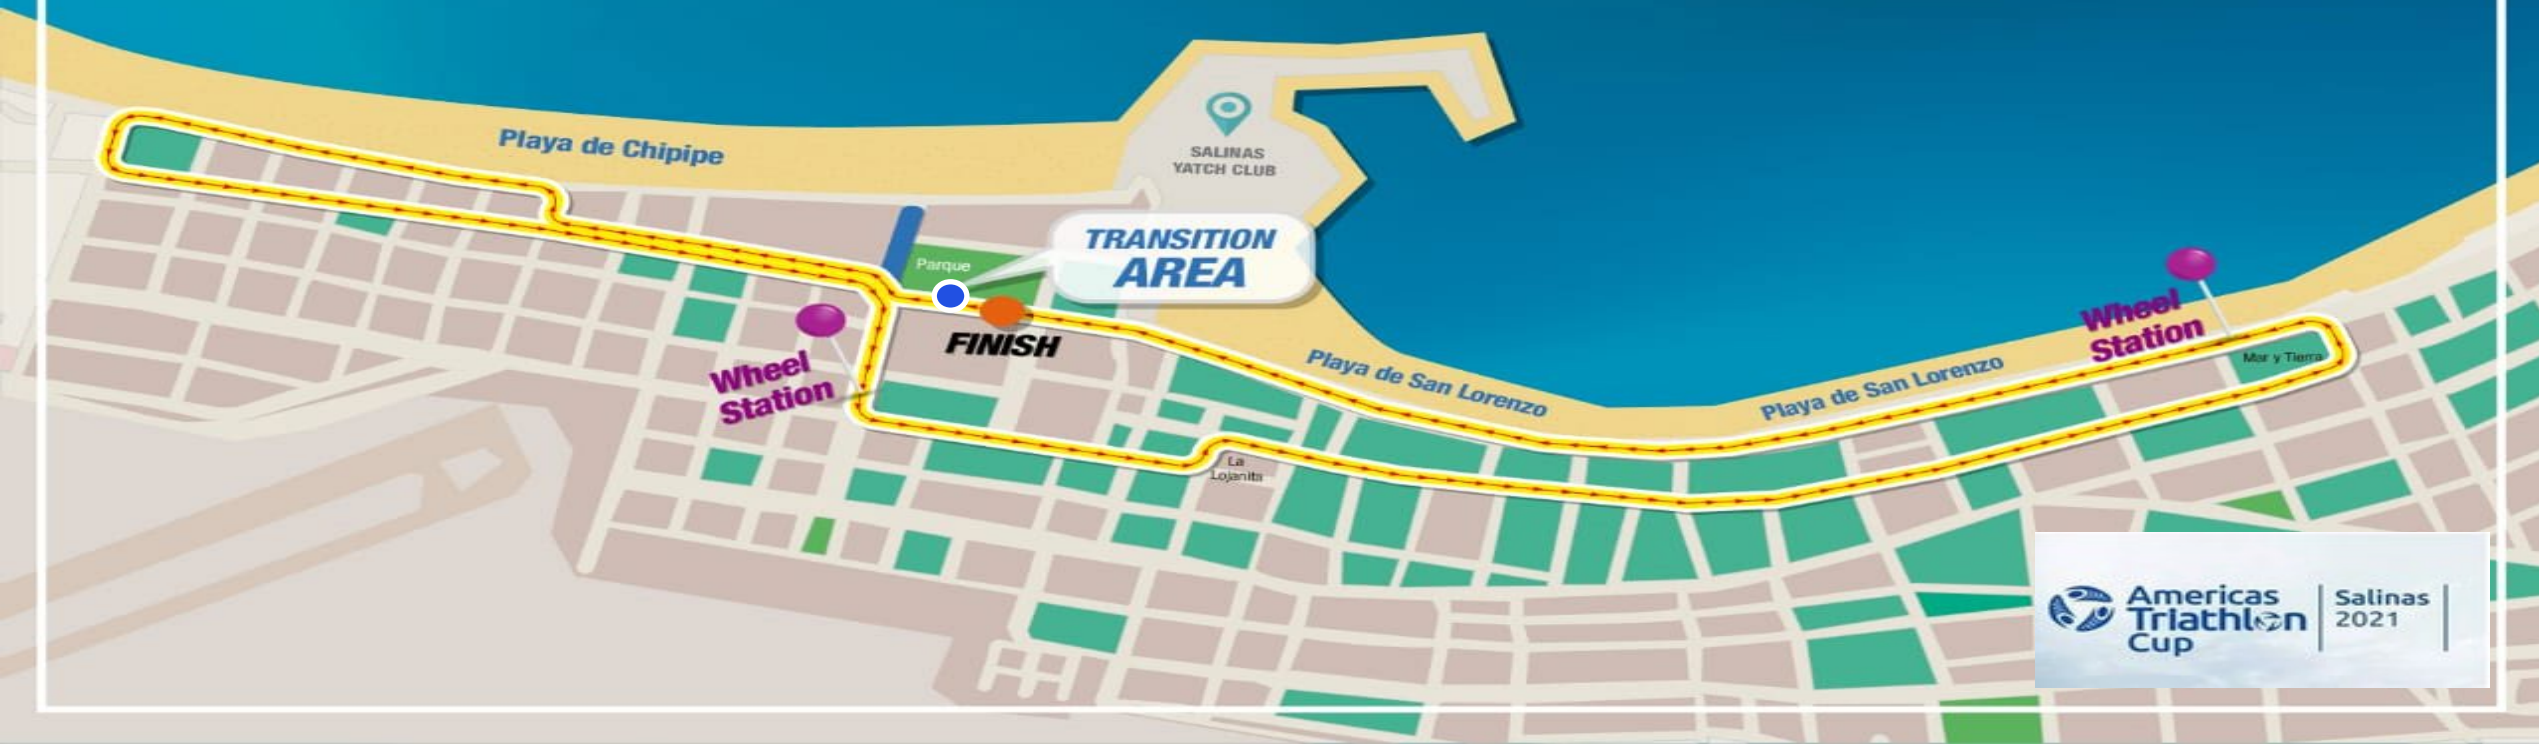 Playa de Chipipe
SALINAS
YATCH CLUB
TRANSITION
AREA
Parque
FINISH
Wheel
Station
Playa de San Lorenzo
Playa de San Lorenzo
Wheel
Station
Mar y Tierra
La
Lojanita
Americas
Triathlon
Cup
Salinas
2021